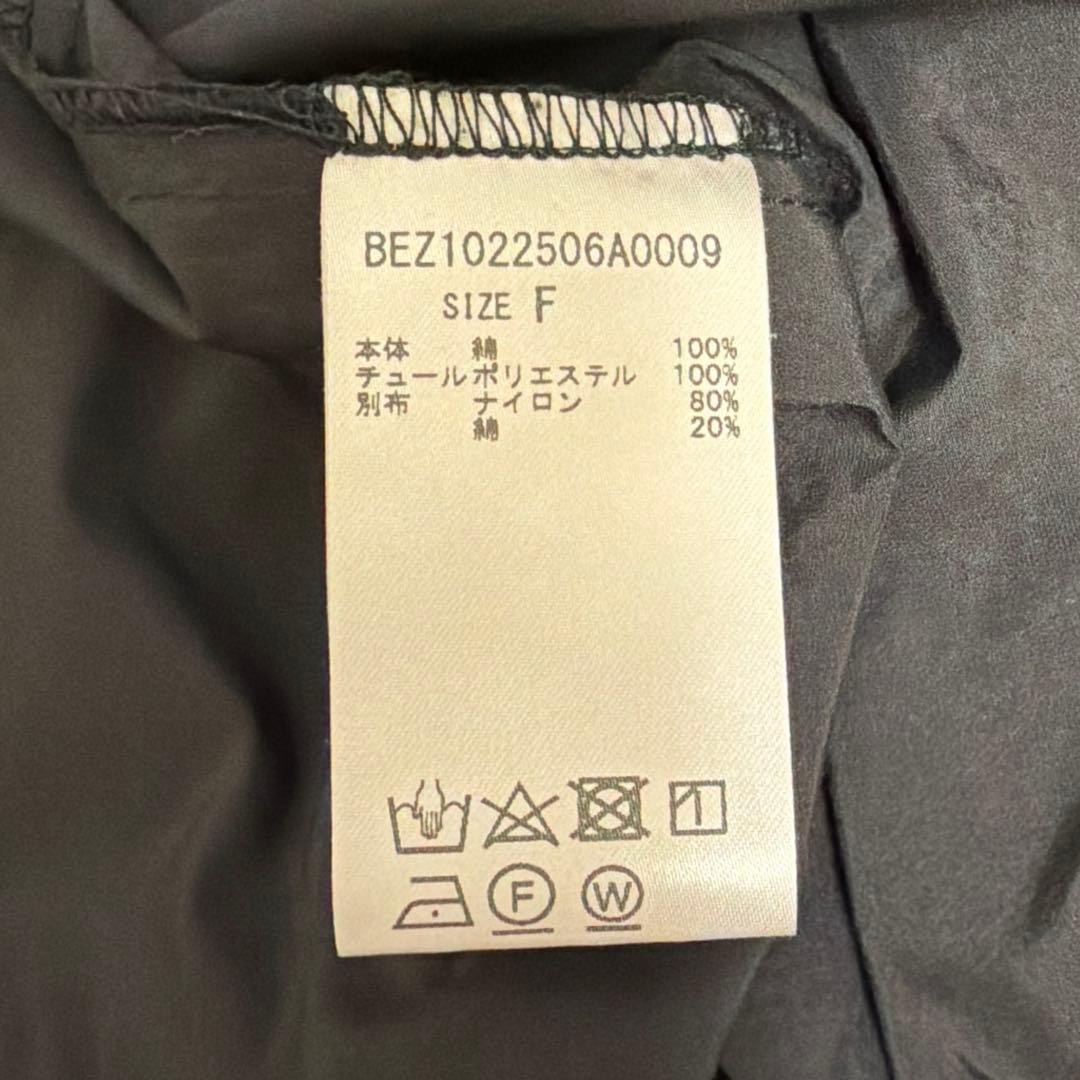 BEZ1022506A0009
SIZE F
本体 綿 100%
チュール ポリエステル 100%
別布 ナイロン 80%
綿 20%
F W